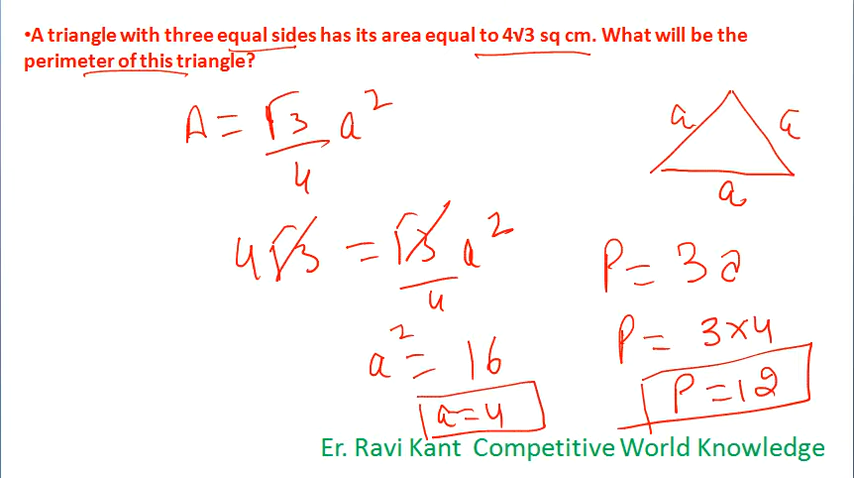 •A triangle with three equal sides has its area equal to 4√3 sq cm. What will be the
perimeter of this triangle?
A = √3/4 a²
a a
a
4√3 = √3/4 a²
a² = 16
a=4
P = 3a
P = 3×4
P=12
Er. Ravi Kant Competitive World Knowledge